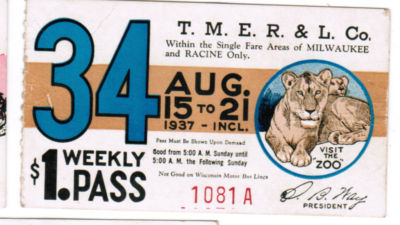 34
T. M. E. R. & L. Co.
Within the Single Fare Areas of MILWAUKEE
and RACINE Only.
AUG.
15 TO 21
1937 - INCL.
Pass Must Be Shown Upon Demand
Good from 5:00 A.M. Sunday until
5:00 A.M. the Following Sunday
Not Good on Wisconsin Motor Bus Lines
$1. WEEKLY
PASS
1081A
VISIT
THE
ZOO
S. B. Way
PRESIDENT